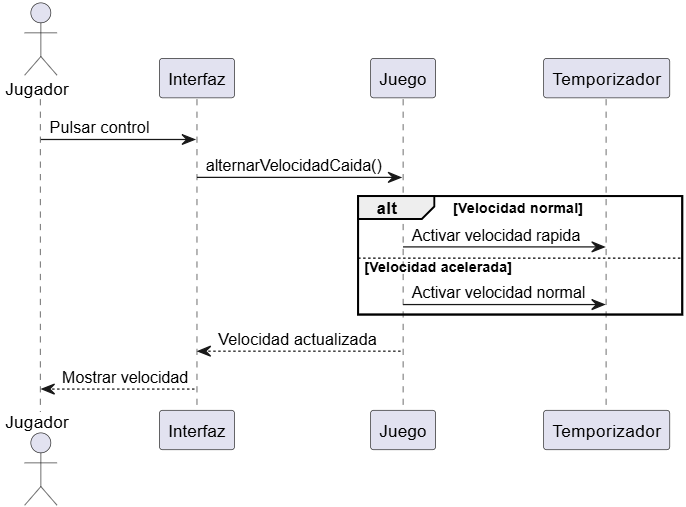 Jugador
Interfaz
Juego
Temporizador
Pulsar control
alternarVelocidadCaida()
alt
[Velocidad normal]
Activar velocidad rapida
[Velocidad acelerada]
Activar velocidad normal
Velocidad actualizada
Mostrar velocidad
Jugador
Interfaz
Juego
Temporizador